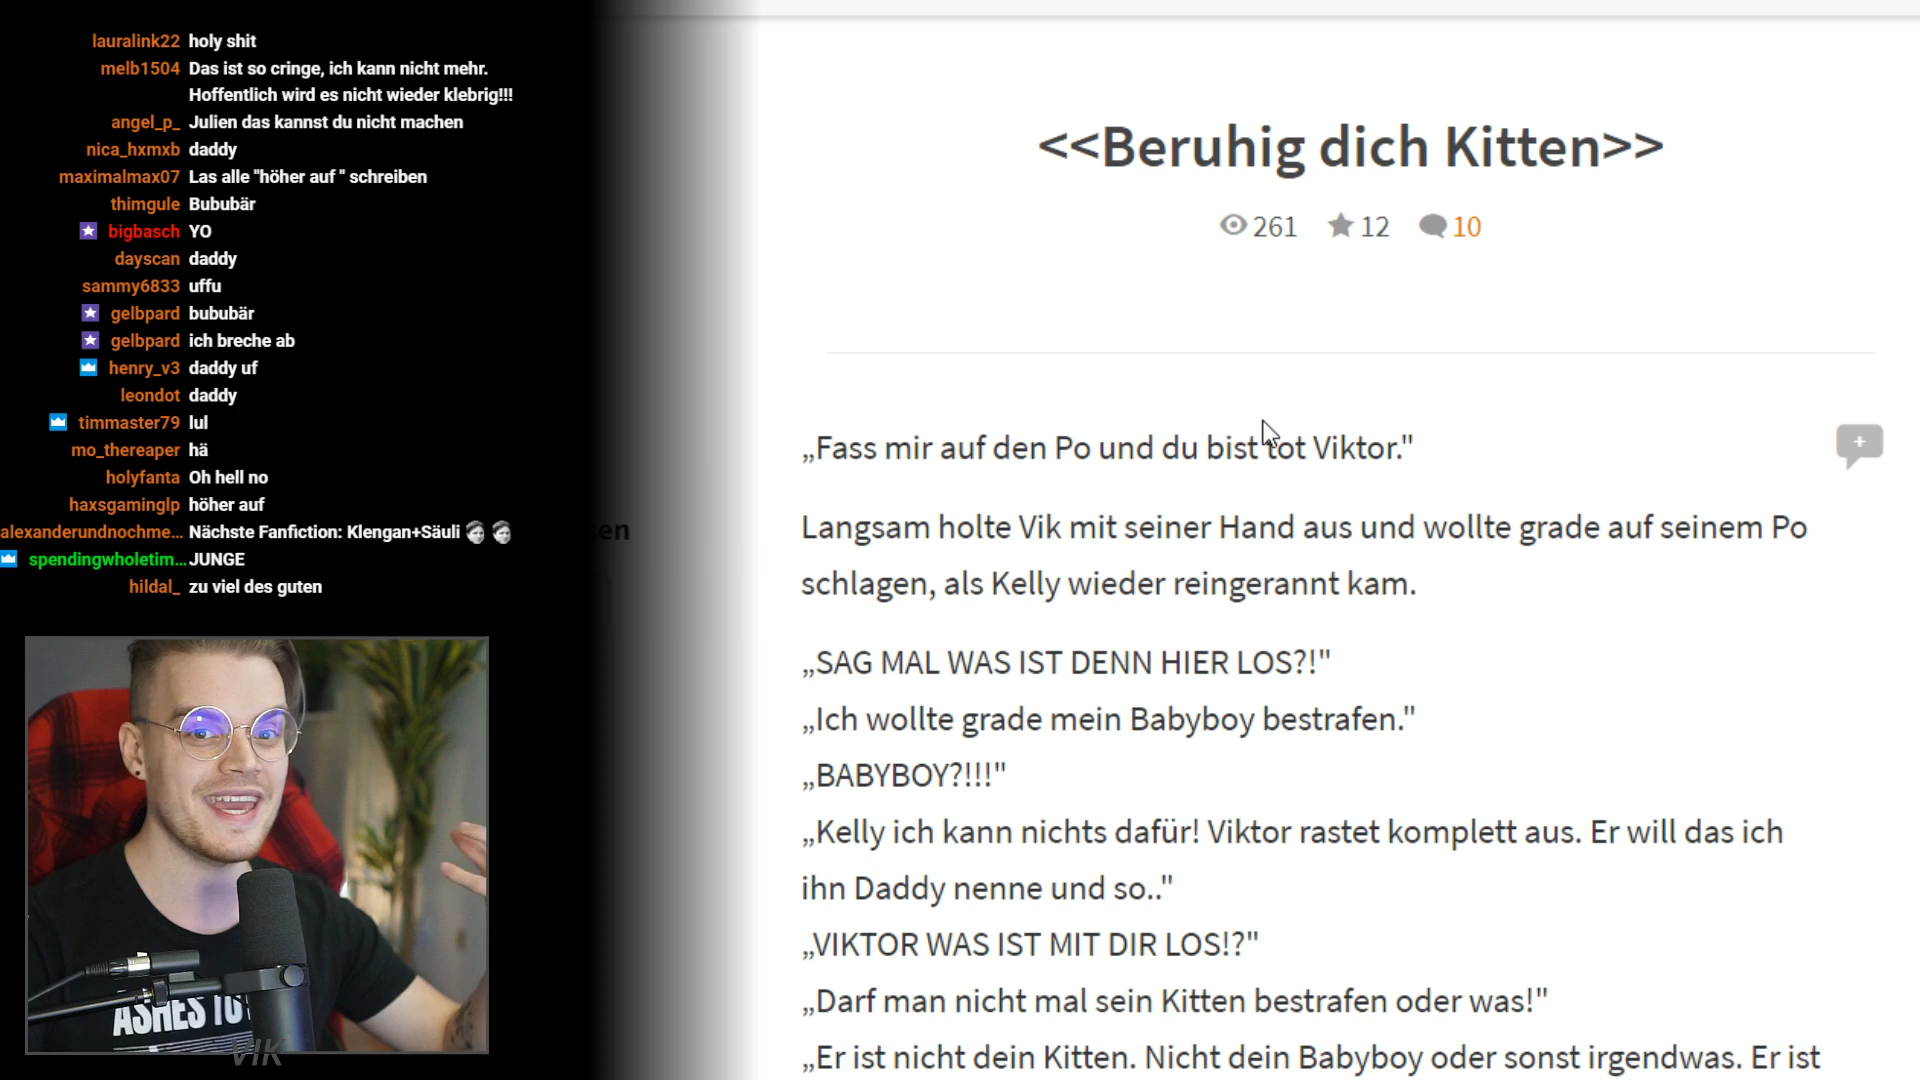 lauralink22 holy shit
melb1504 Das ist so cringe, ich kann nicht mehr.
Hoffentlich wird es nicht wieder klebrig!!!
angel_p_ Julien das kannst du nicht machen
nica_hxmxb daddy
maximalmax07 Las alle "höher auf " schreiben
thimgule Bububär
bigbasch YO
dayscan daddy
sammy6833 uffu
gelbpard bububär
gelbpard ich breche ab
henry_v3 daddy uf
leondot daddy
timmaster79 lul
mo_thereaper hä
holyfanta Oh hell no
haxsgaminglp höher auf
alexanderundnochme... Nächste Fanfiction: Klengan+Säuli
spendingwholetim... JUNGE
hildal_ zu viel des guten
sen
ASHES TO
VIK
<<Beruhig dich Kitten>>
261 12 10
„Fass mir auf den Po und du bist tot Viktor."
Langsam holte Vik mit seiner Hand aus und wollte grade auf seinem Po
schlagen, als Kelly wieder reingerannt kam.
„SAG MAL WAS IST DENN HIER LOS?!"
„Ich wollte grade mein Babyboy bestrafen."
„BABYBOY?!!!"
„Kelly ich kann nichts dafür! Viktor rastet komplett aus. Er will das ich
ihn Daddy nenne und so.."
„VIKTOR WAS IST MIT DIR LOS!?"
„Darf man nicht mal sein Kitten bestrafen oder was!"
„Er ist nicht dein Kitten. Nicht dein Babyboy oder sonst irgendwas. Er ist